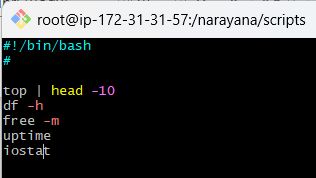 root@ip-172-31-31-57:/narayana/scripts
#!/bin/bash
#
top | head -10
df -h
free -m
uptime
iostat